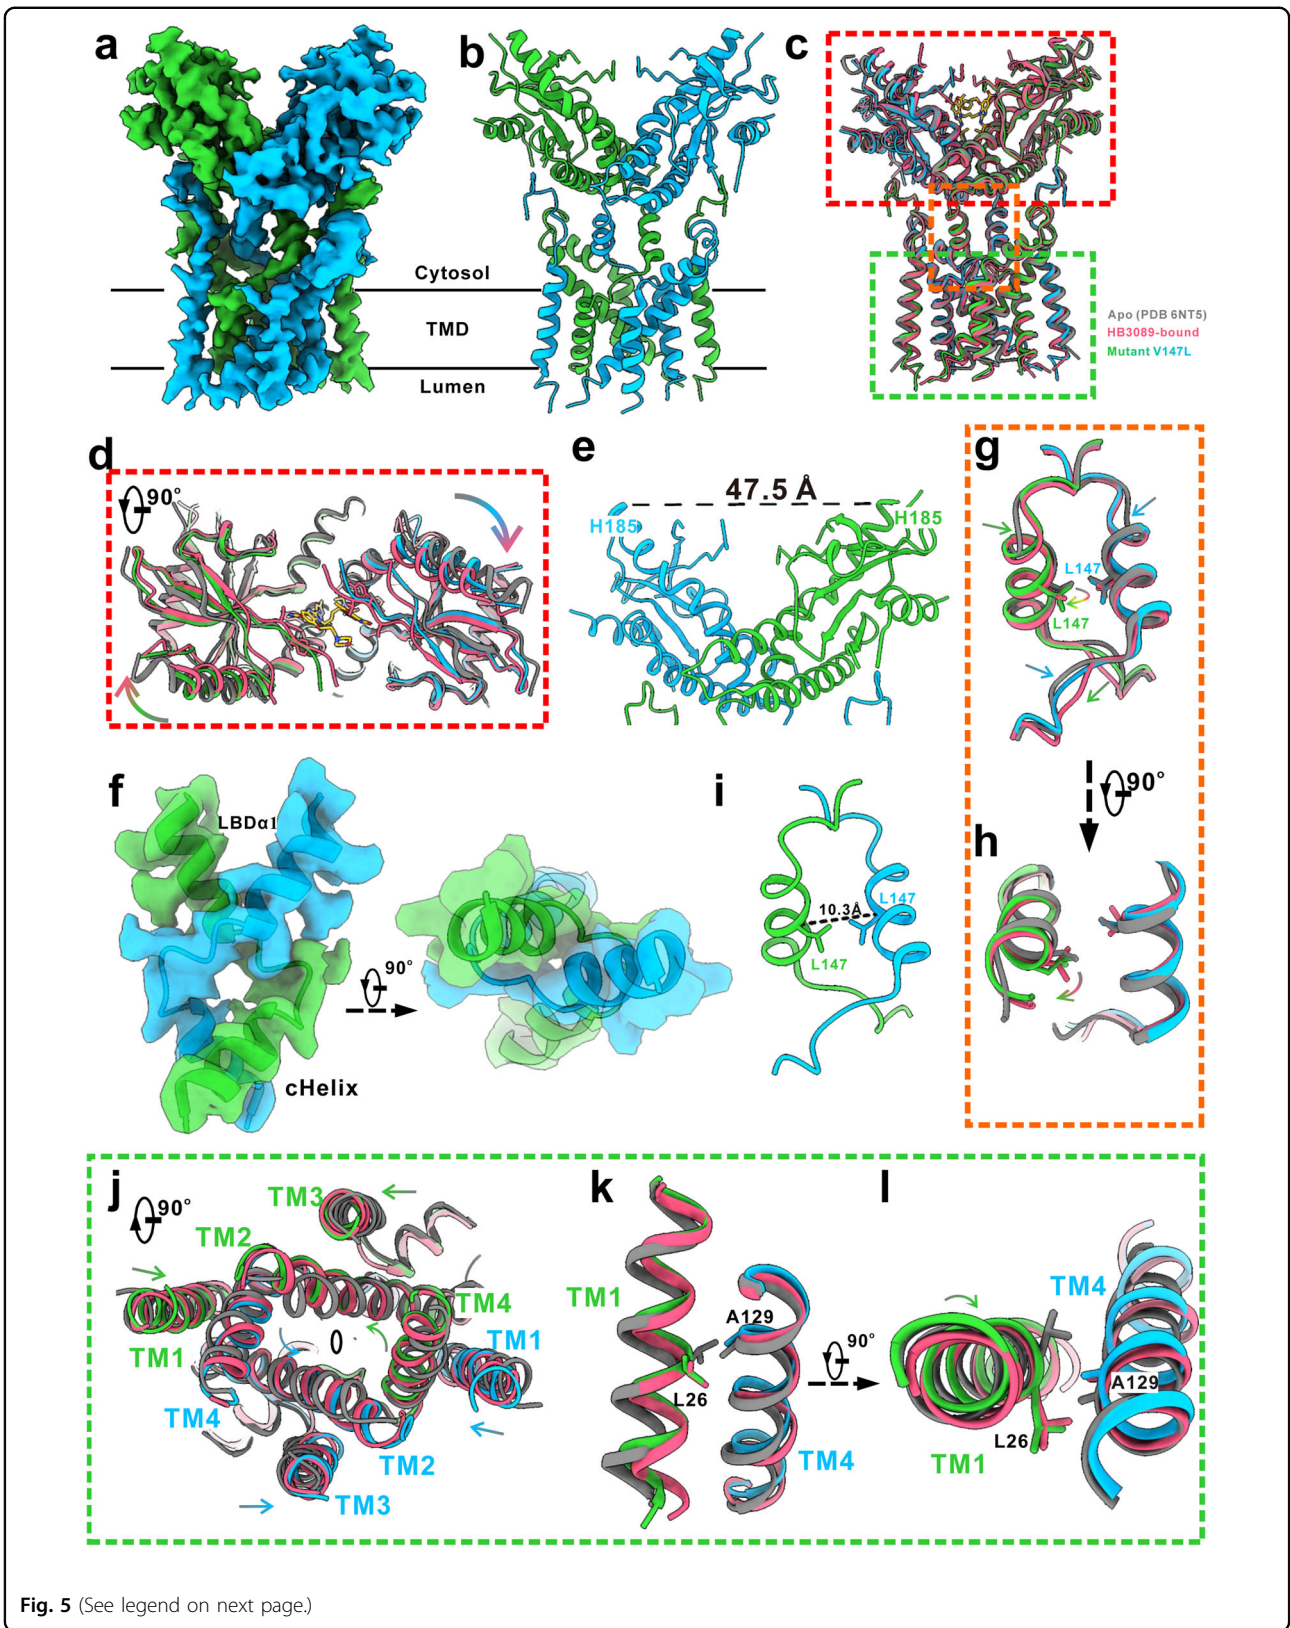 a
b
c
Cytosol
TMD
Lumen
Apo (PDB 6NT5)
HB3089-bound
Mutant V147L
d
90°
e
47.5 Å
H185
H185
g
L147
L147
90°
h
f
LBDα1
cHelix
90°
i
10.3Å
L147
L147
j
90°
TM3
TM2
TM1
TM4
TM1
TM4
TM2
TM3
k
TM1
A129
L26
TM4
90°
l
TM4
A129
L26
TM1
Fig. 5 (See legend on next page.)